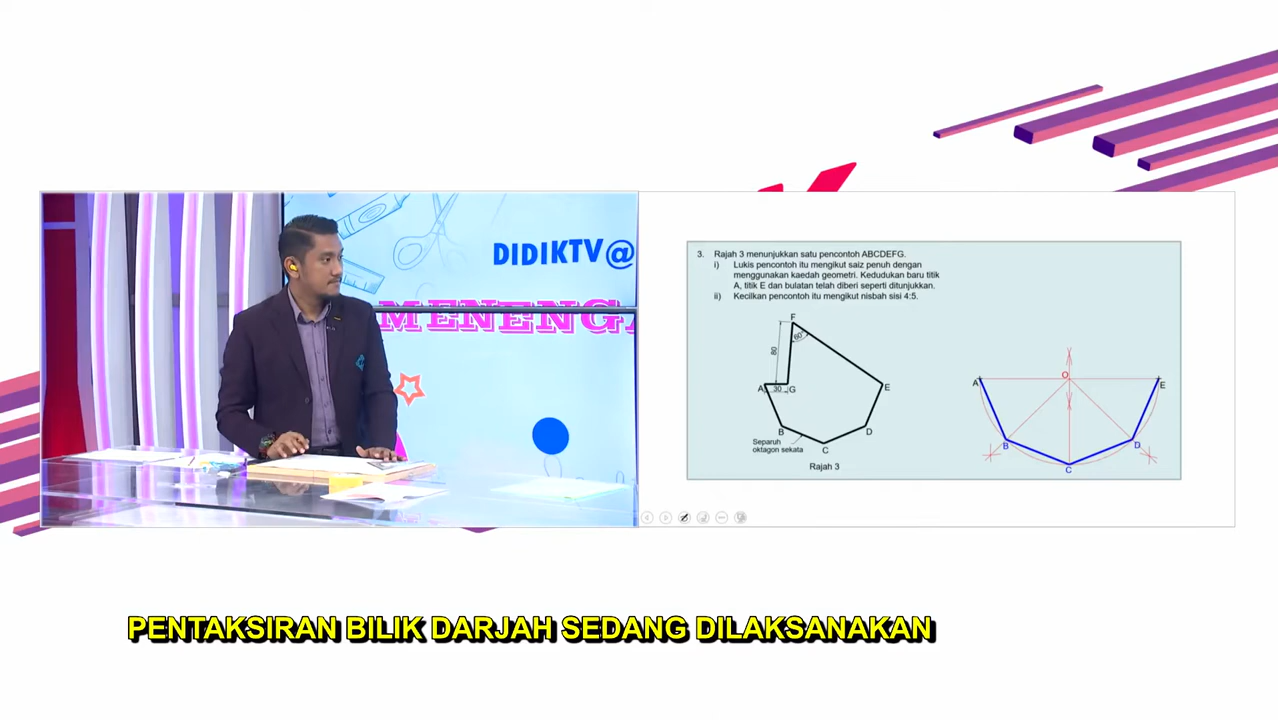 DIDIKTV@
MENENG
3. Rajah 3 menunjukkan satu pencontoh ABCDEFG.
i) Lukis pencontoh itu mengikut saiz penuh dengan
menggunakan kaedah geometri. Kedudukan baru titik
A, titik E dan bulatan telah diberi seperti ditunjukkan.
ii) Kecilkan pencontoh itu mengikut nisbah sisi 4:5.
F
60°
80
A
30
G
E
B
D
C
Separuh
oktagon sekata
Rajah 3
O
A
E
B
D
C
PENTAKSIRAN BILIK DARJAH SEDANG DILAKSANAKAN